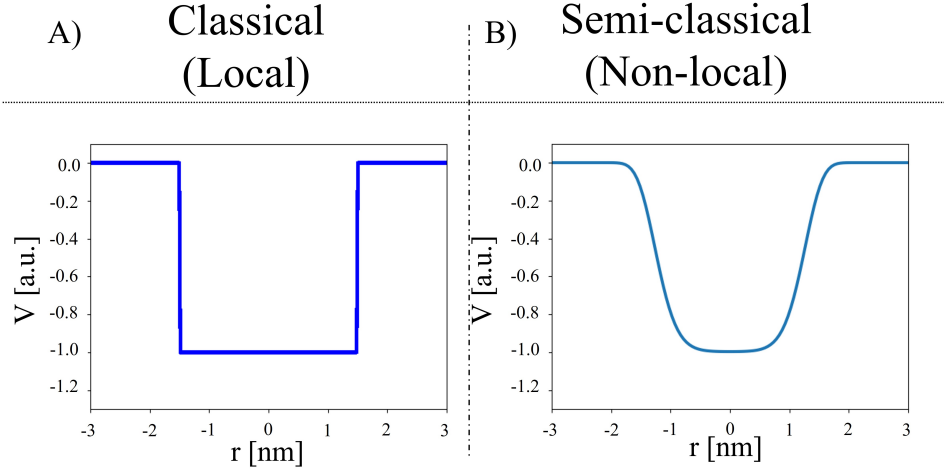 A)
Classical
(Local)
B)
Semi-classical
(Non-local)
0.0
-0.2
-0.4
-0.6
-0.8
-1.0
-1.2
V [a.u.]
-3 -2 -1 0 1 2 3
r [nm]
0.0
-0.2
-0.4
-0.6
-0.8
-1.0
-1.2
V [a.u.]
-3 -2 -1 0 1 2 3
r [nm]